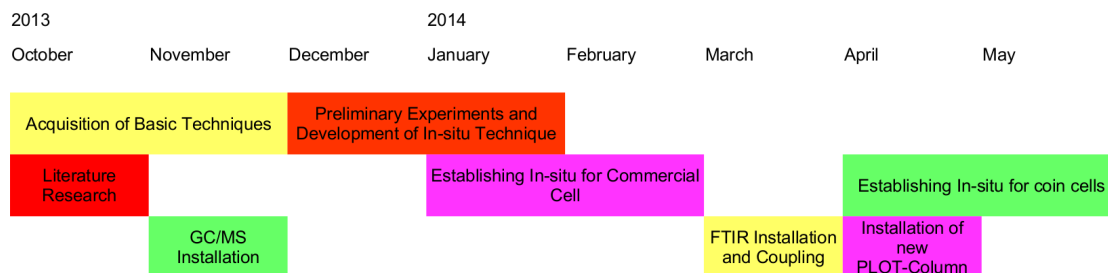 2013 2014
October November December January February March April May
Acquisition of Basic Techniques
Preliminary Experiments and
Development of In-situ Technique
Literature
Research
Establishing In-situ for Commercial
Cell
Establishing In-situ for coin cells
GC/MS
Installation
FTIR Installation
and Coupling
Installation of
new
PLOT-Column